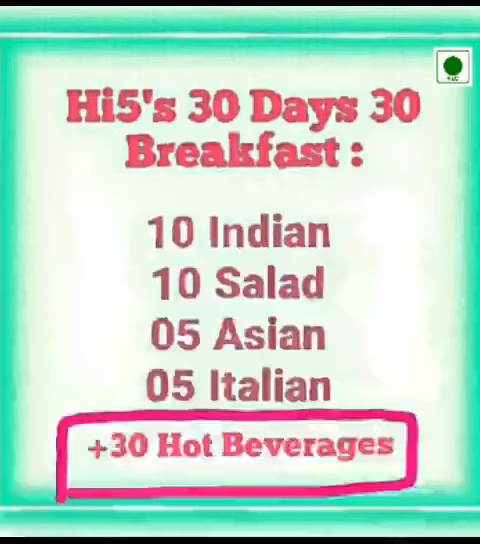 Hi5's 30 Days 30
Breakfast :
10 Indian
10 Salad
05 Asian
05 Italian
+30 Hot Beverages